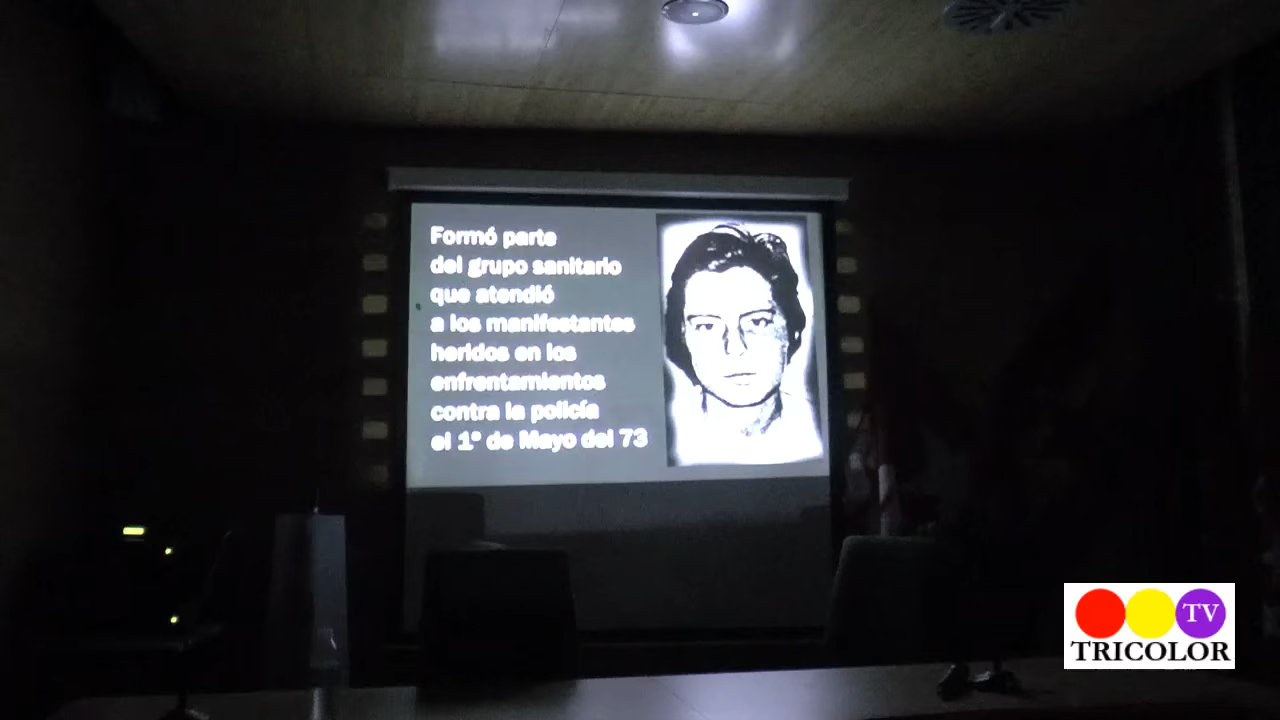 Formó parte
del grupo sanitario
que atendió
a los manifestantes
heridos en los
enfrentamientos
contra la policía
el 1º de Mayo del 73
TV
TRICOLOR